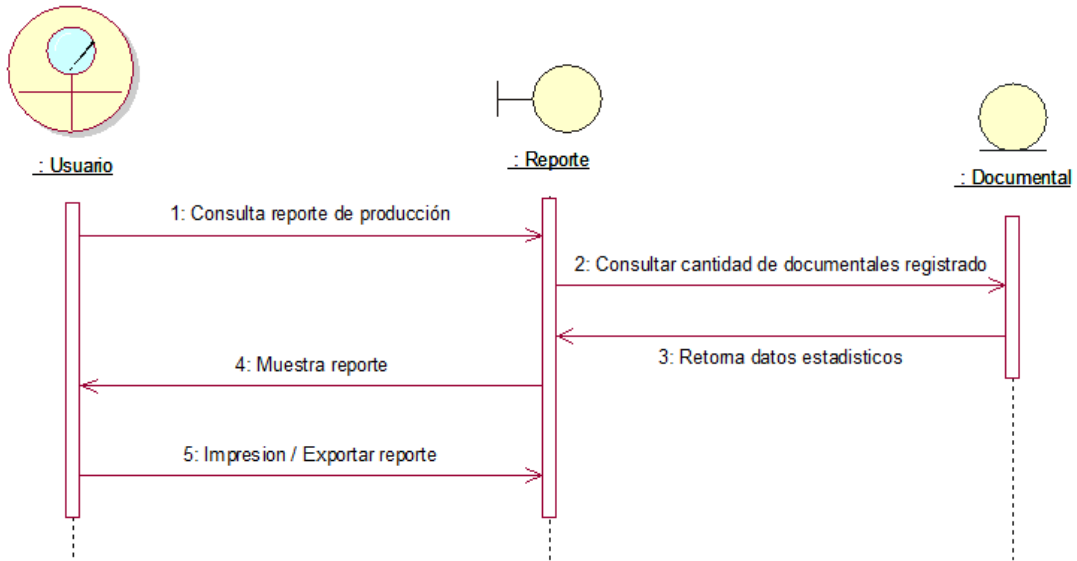 : Usuario
: Reporte
: Documental
1: Consulta reporte de producción
2: Consultar cantidad de documentales registrado
3: Retorna datos estadisticos
4: Muestra reporte
5: Impresion / Exportar reporte